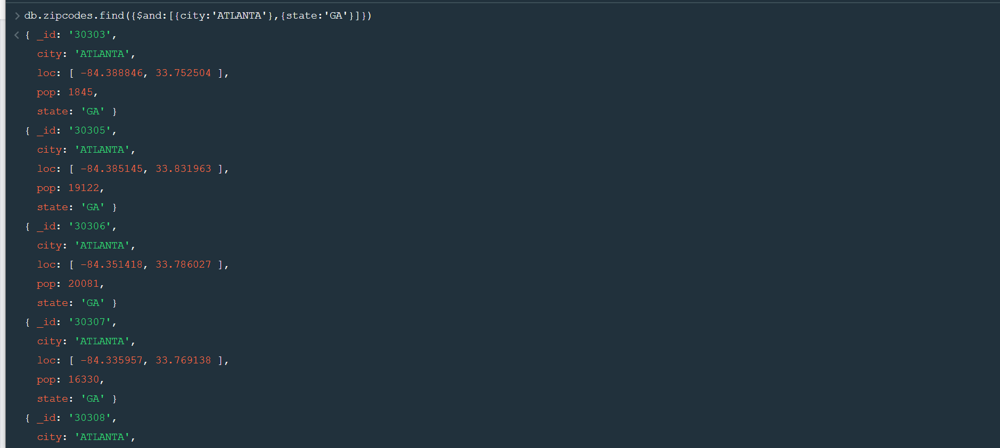 > db.zipcodes.find({$and:[{city:'ATLANTA'},{state:'GA'}]})
< { _id: '30303',
city: 'ATLANTA',
loc: [ -84.388846, 33.752504 ],
pop: 1845,
state: 'GA' }
{ _id: '30305',
city: 'ATLANTA',
loc: [ -84.385145, 33.831963 ],
pop: 19122,
state: 'GA' }
{ _id: '30306',
city: 'ATLANTA',
loc: [ -84.351418, 33.786027 ],
pop: 20081,
state: 'GA' }
{ _id: '30307',
city: 'ATLANTA',
loc: [ -84.335957, 33.769138 ],
pop: 16330,
state: 'GA' }
{ _id: '30308',
city: 'ATLANTA',